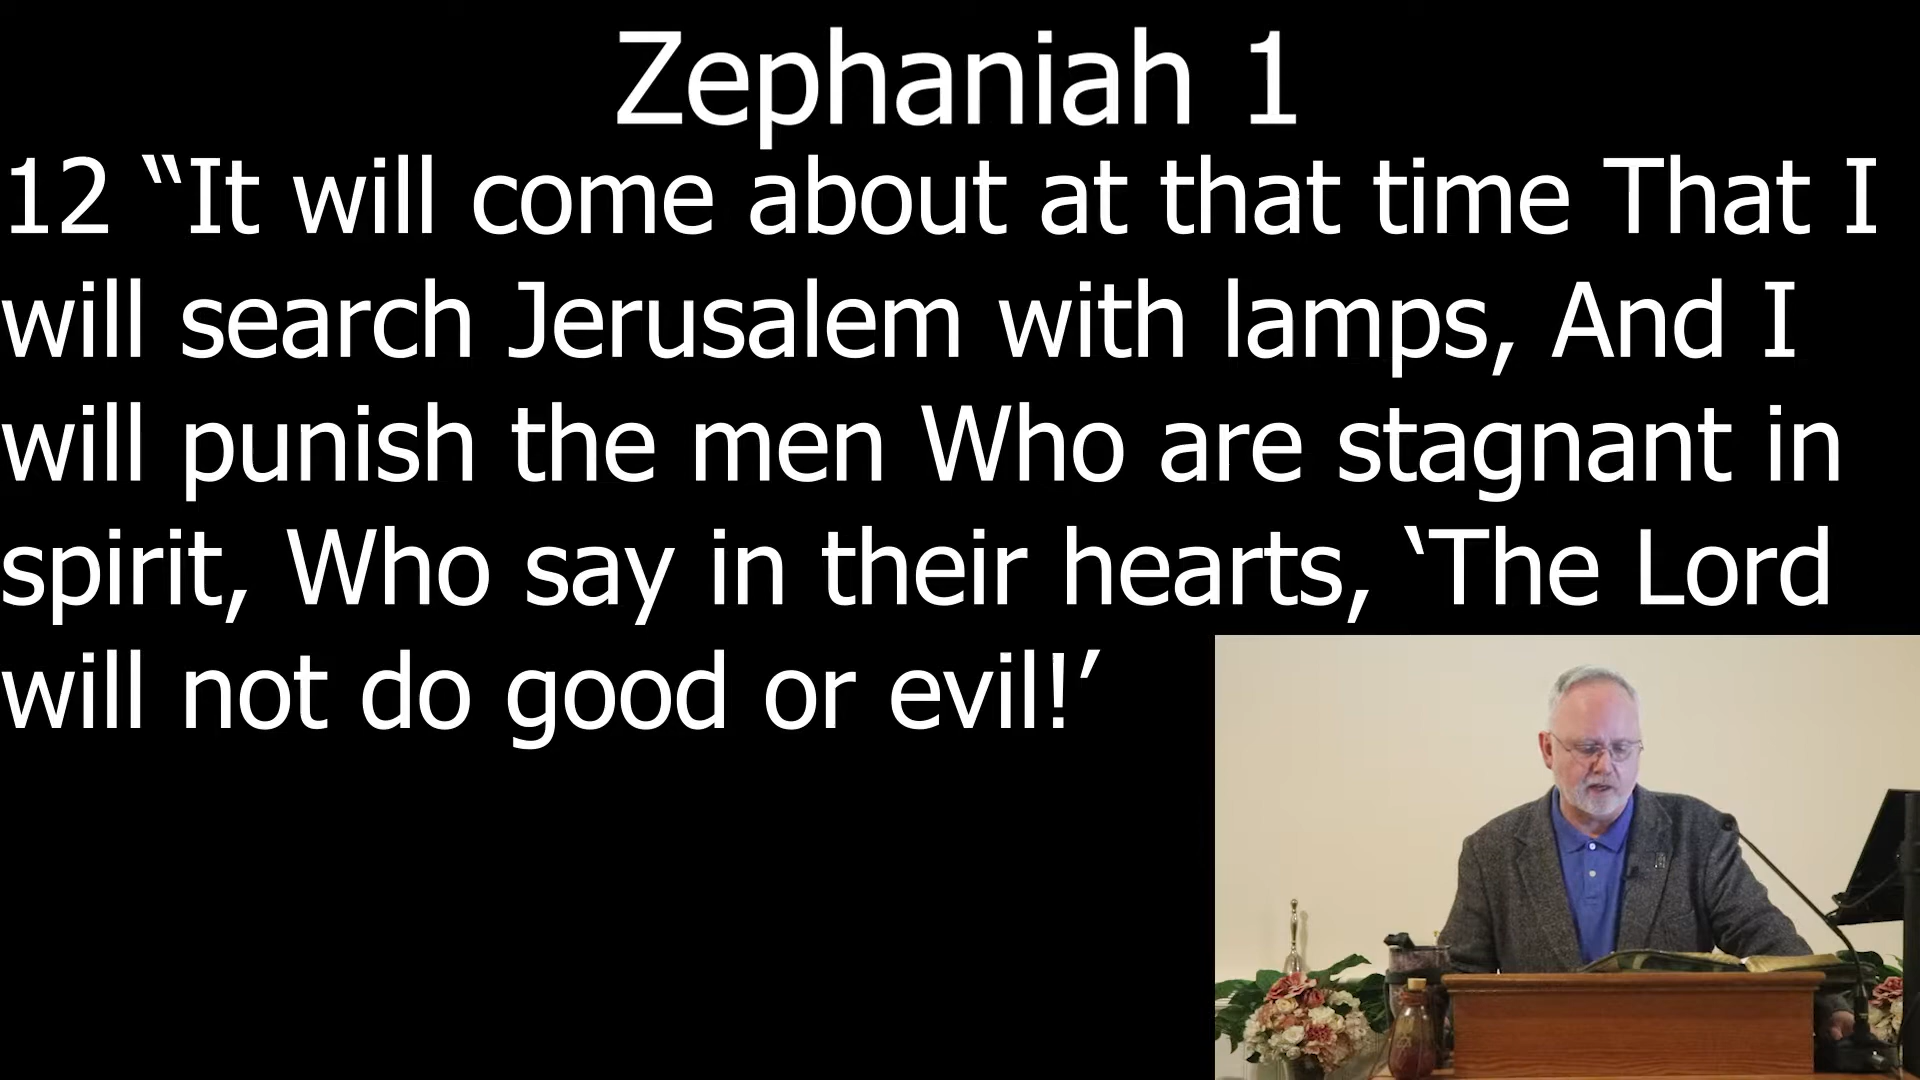 Zephaniah 1
12 “It will come about at that time That I
will search Jerusalem with lamps, And I
will punish the men Who are stagnant in
spirit, Who say in their hearts, ‘The Lord
will not do good or evil!’